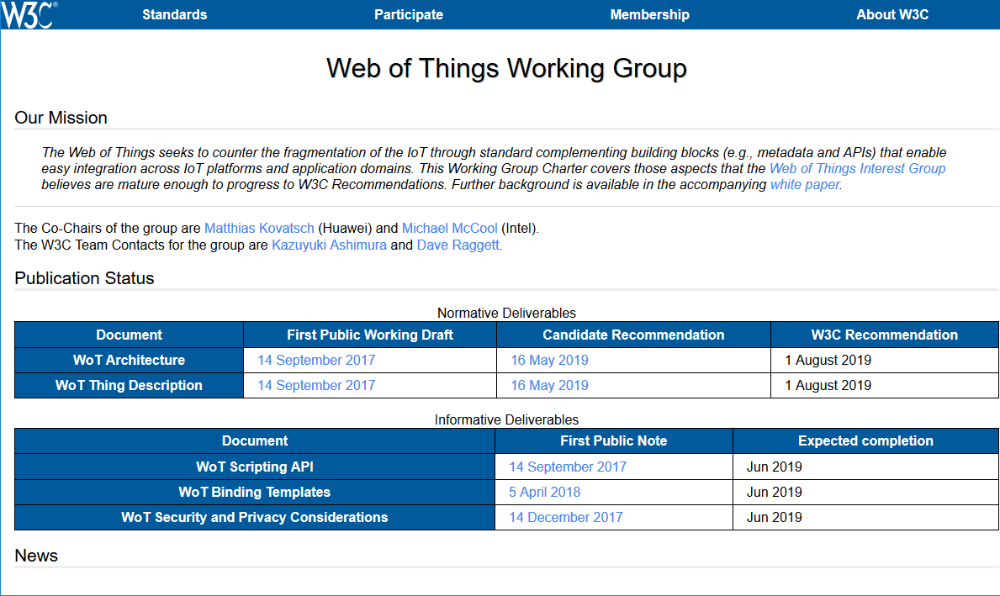 W3C® Standards Participate Membership About W3C
Web of Things Working Group
Our Mission
The Web of Things seeks to counter the fragmentation of the IoT through standard complementing building blocks (e.g., metadata and APIs) that enable
easy integration across IoT platforms and application domains. This Working Group Charter covers those aspects that the Web of Things Interest Group
believes are mature enough to progress to W3C Recommendations. Further background is available in the accompanying white paper.
The Co-Chairs of the group are Matthias Kovatsch (Huawei) and Michael McCool (Intel).
The W3C Team Contacts for the group are Kazuyuki Ashimura and Dave Raggett.
Publication Status
Normative Deliverables
Document First Public Working Draft Candidate Recommendation W3C Recommendation
WoT Architecture 14 September 2017 16 May 2019 1 August 2019
WoT Thing Description 14 September 2017 16 May 2019 1 August 2019
Informative Deliverables
Document First Public Note Expected completion
WoT Scripting API 14 September 2017 Jun 2019
WoT Binding Templates 5 April 2018 Jun 2019
WoT Security and Privacy Considerations 14 December 2017 Jun 2019
News